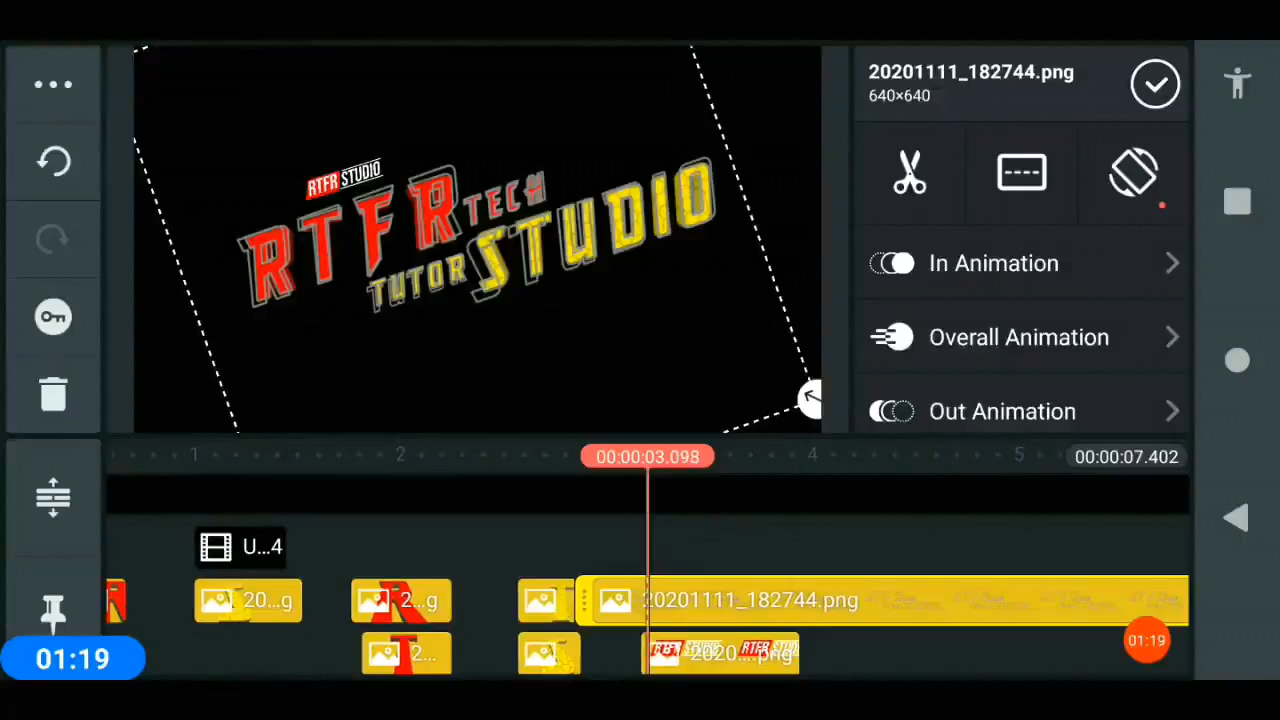 20201111_182744.png
640×640
RTFR STUDIO
RTFR TECH
TUTOR STUDIO
In Animation
Overall Animation
Out Animation
1
2
00:00:03.098
4
5
00:00:07.402
U...4
20...g
2...g
20201111_182744.png
2...
2020....png
RTFR STUDIO
01:19
01:19